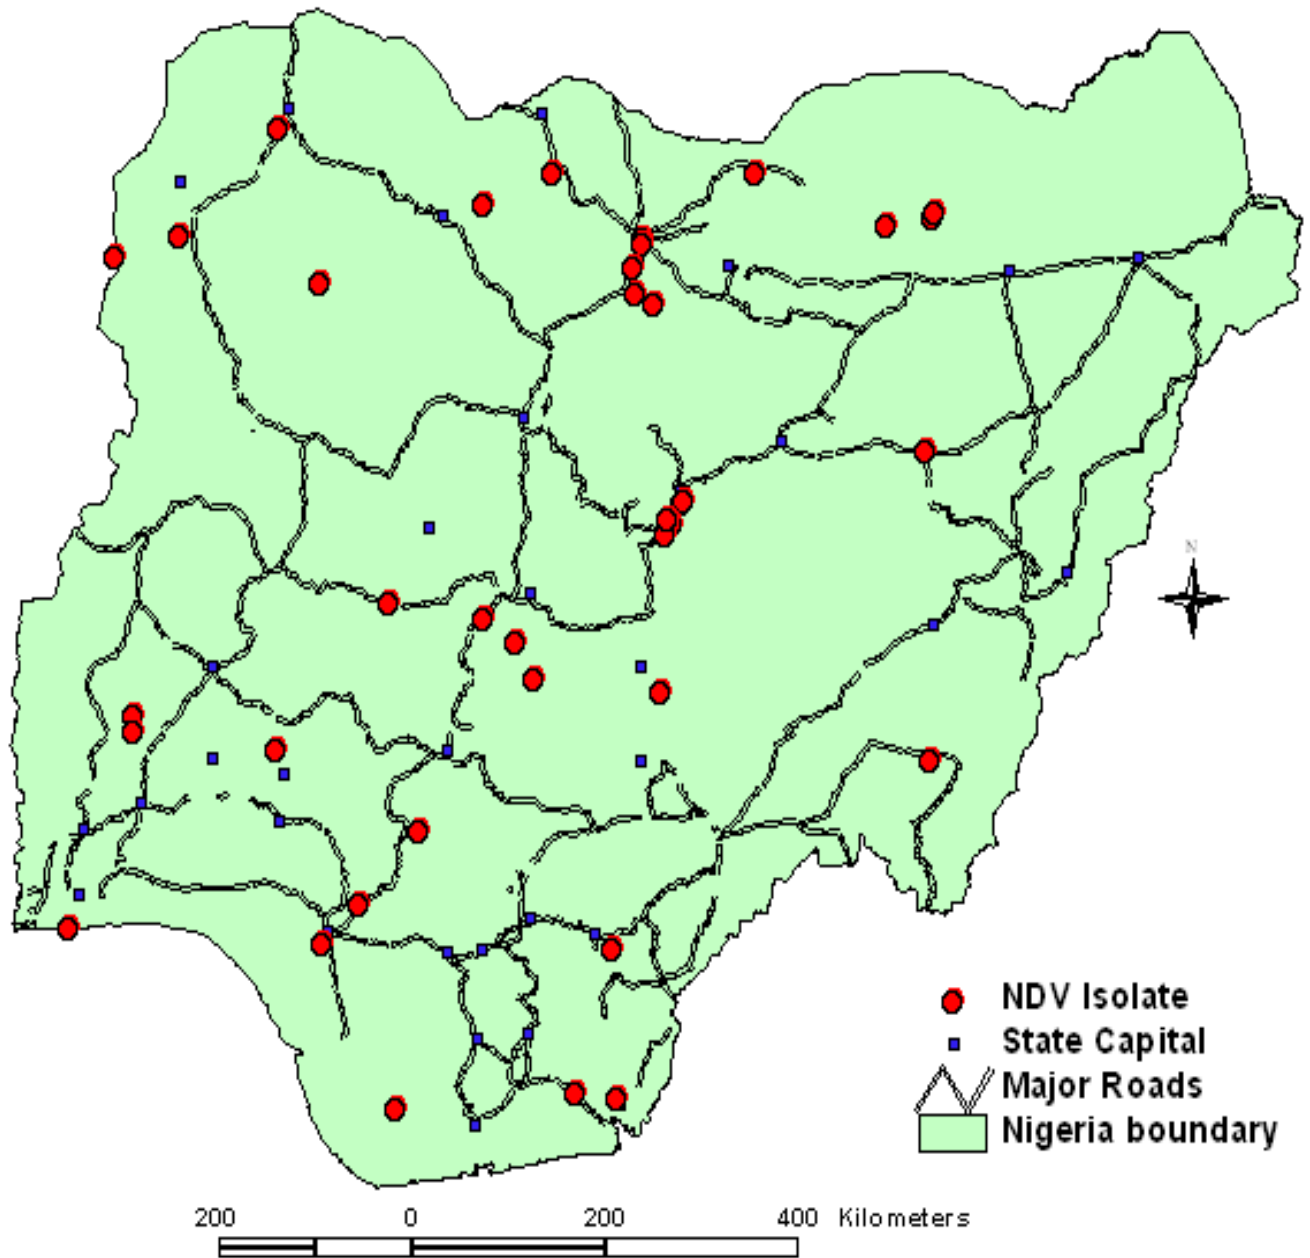 N
NDV Isolate
State Capital
Major Roads
Nigeria boundary
200 0 200 400 Kilometers